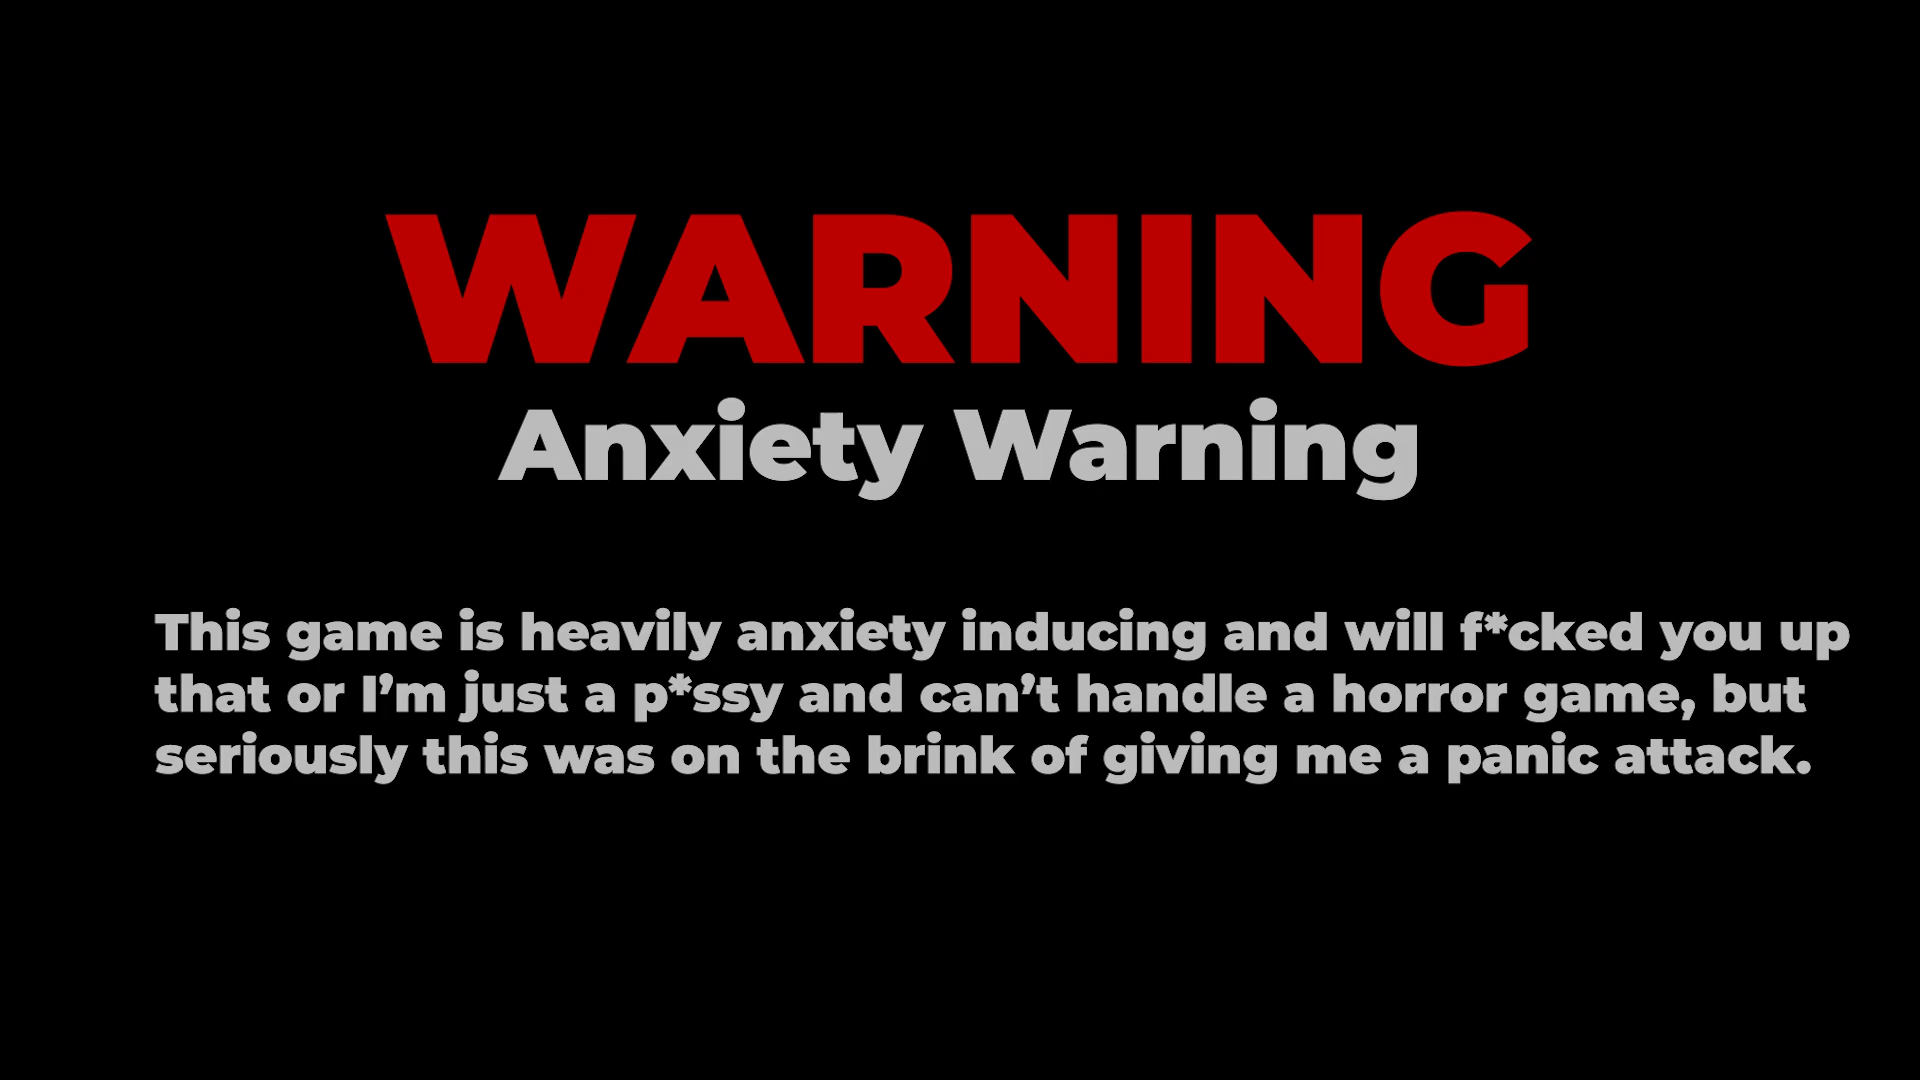 WARNING
Anxiety Warning
This game is heavily anxiety inducing and will f*cked you up
that or I’m just a p*ssy and can’t handle a horror game, but
seriously this was on the brink of giving me a panic attack.